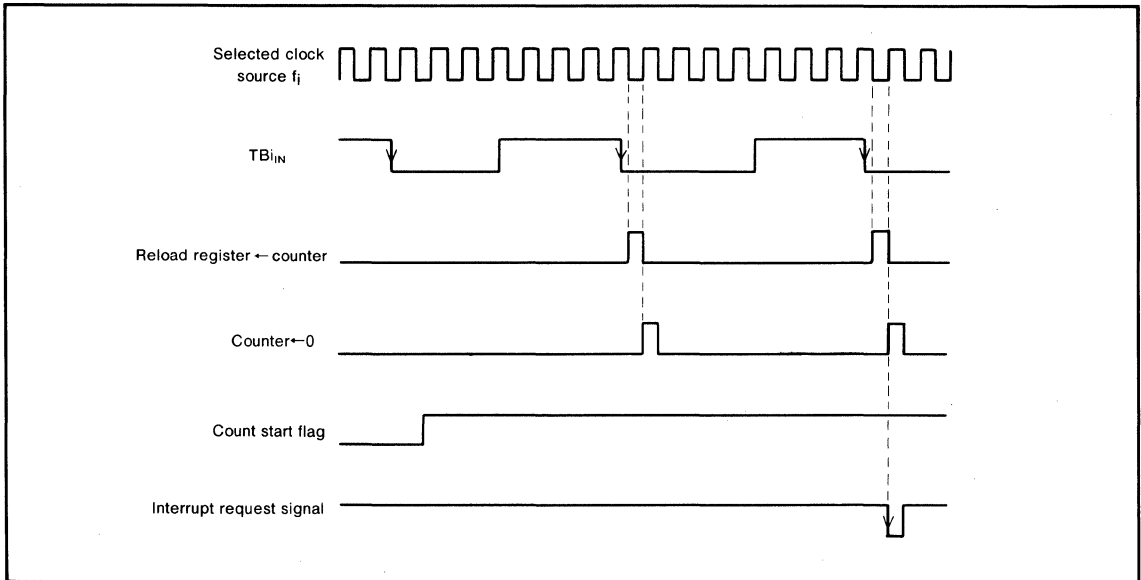 Selected clock
source fi
TBiIN
Reload register ← counter
Counter←0
Count start flag
Interrupt request signal